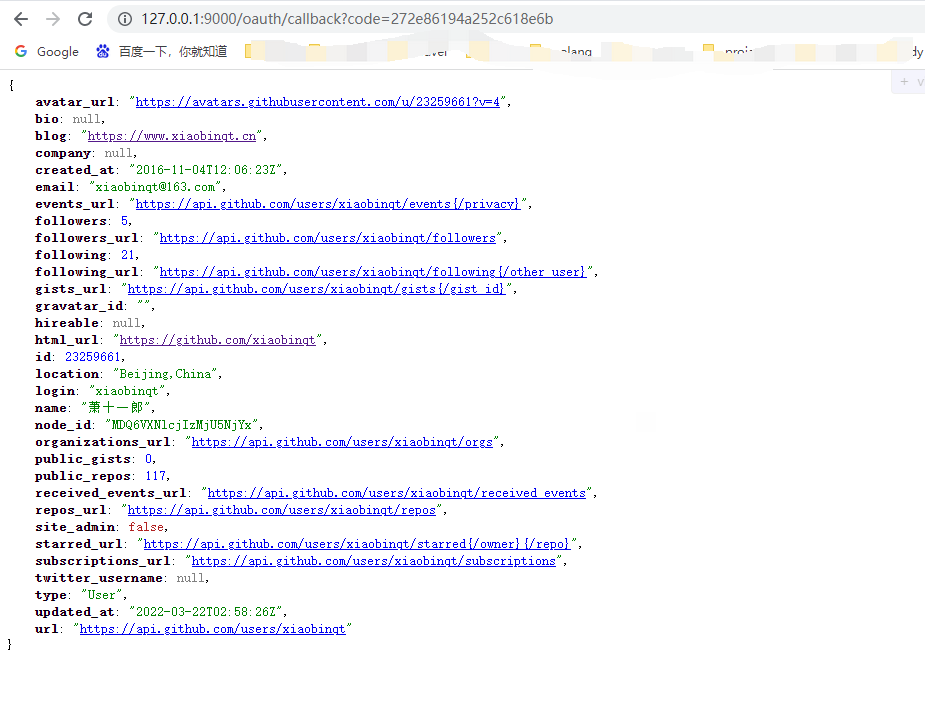 127.0.0.1:9000/oauth/callback?code=272e86194a252c618e6b
Google 百度一下，你就知道
{
avatar_url: "https://avatars.githubusercontent.com/u/23259661?v=4",
bio: null,
blog: "https://www.xiaobinqt.cn",
company: null,
created_at: "2016-11-04T12:06:23Z",
email: "xiaobinqt@163.com",
events_url: "https://api.github.com/users/xiaobinqt/events{/privacy}",
followers: 5,
followers_url: "https://api.github.com/users/xiaobinqt/followers",
following: 21,
following_url: "https://api.github.com/users/xiaobinqt/following{/other_user}",
gists_url: "https://api.github.com/users/xiaobinqt/gists{/gist_id}",
gravatar_id: "",
hireable: null,
html_url: "https://github.com/xiaobinqt",
id: 23259661,
location: "Beijing,China",
login: "xiaobinqt",
name: "萧十一郎",
node_id: "MDQ6VXNlcjIzMjU5NjYx",
organizations_url: "https://api.github.com/users/xiaobinqt/orgs",
public_gists: 0,
public_repos: 117,
received_events_url: "https://api.github.com/users/xiaobinqt/received_events",
repos_url: "https://api.github.com/users/xiaobinqt/repos",
site_admin: false,
starred_url: "https://api.github.com/users/xiaobinqt/starred{/owner}{/repo}",
subscriptions_url: "https://api.github.com/users/xiaobinqt/subscriptions",
twitter_username: null,
type: "User",
updated_at: "2022-03-22T02:58:26Z",
url: "https://api.github.com/users/xiaobinqt"
}